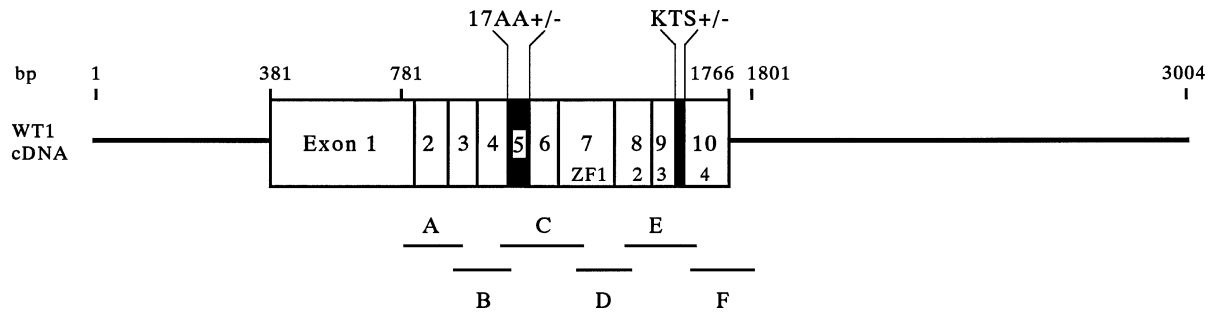 17AA+/- KTS+/-
bp 1 381 781 1766 1801 3004
WT1 cDNA
Exon 1 2 3 4 5 6 7 8 9 10
ZF1 2 3 4
A C E
B D F